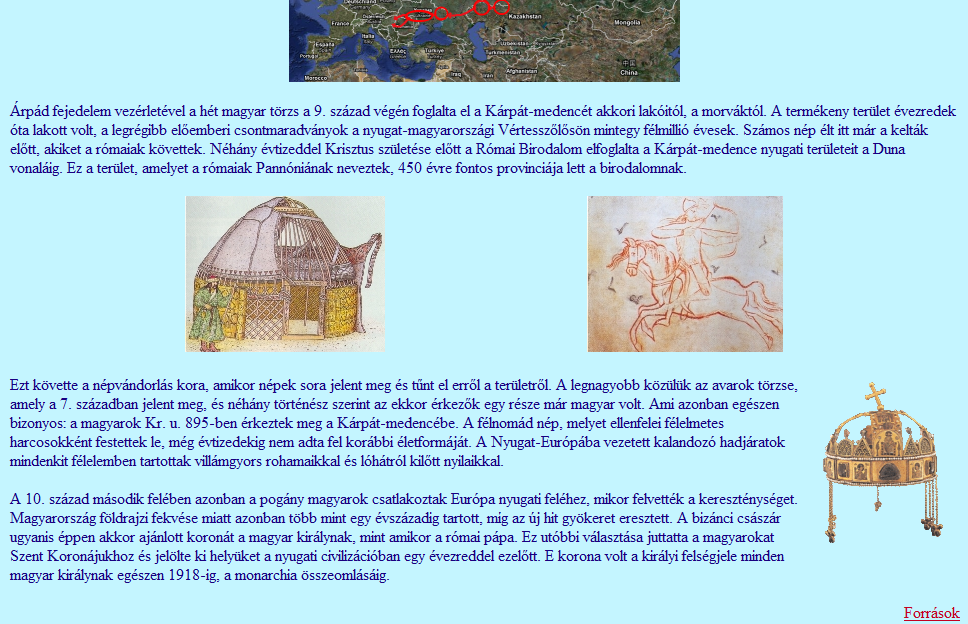 France
Österreich
Kazakhstan
Mongolia
Italia
España
Portugal
Ελλάς
Türkiye
Uzbekistan
Turkmenistan
Iraq
Iran
Afghanistan
中国
China
Morocco
Árpád fejedelem vezérletével a hét magyar törzs a 9. század végén foglalta el a Kárpát-medencét akkori lakóitól, a morváktól. A termékeny terület évezredek
óta lakott volt, a legrégibb előemberi csontmaradványok a nyugat-magyarországi Vértesszőlősön mintegy félmillió évesek. Számos nép élt itt már a kelták
előtt, akiket a rómaiak követtek. Néhány évtizeddel Krisztus születése előtt a Római Birodalom elfoglalta a Kárpát-medence nyugati területeit a Duna
vonaláig. Ez a terület, amelyet a rómaiak Pannóniának neveztek, 450 évre fontos provinciája lett a birodalomnak.
Ezt követte a népvándorlás kora, amikor népek sora jelent meg és tűnt el erről a területről. A legnagyobb közülük az avarok törzse,
amely a 7. században jelent meg, és néhány történész szerint az ekkor érkezők egy része már magyar volt. Ami azonban egészen
bizonyos: a magyarok Kr. u. 895-ben érkeztek meg a Kárpát-medencébe. A félnomád nép, melyet ellenfelei félelmetes
harcosokként festettek le, még évtizedekig nem adta fel korábbi életformáját. A Nyugat-Európába vezetett kalandozó hadjáratok
mindenkit félelemben tartottak villámgyors rohamaikkal és lóhátról kilőtt nyilaikkal.
A 10. század második felében azonban a pogány magyarok csatlakoztak Európa nyugati feléhez, mikor felvették a kereszténységet.
Magyarország földrajzi fekvése miatt azonban több mint egy évszázadig tartott, míg az új hit gyökeret eresztett. A bizánci császár
ugyanis éppen akkor ajánlott koronát a magyar királynak, mint amikor a római pápa. Ez utóbbi választása juttatta a magyarokat
Szent Koronájukhoz és jelölte ki helyüket a nyugati civilizációban egy évezreddel ezelőtt. E korona volt a királyi felségjele minden
magyar királynak egészen 1918-ig, a monarchia összeomlásáig.
Források